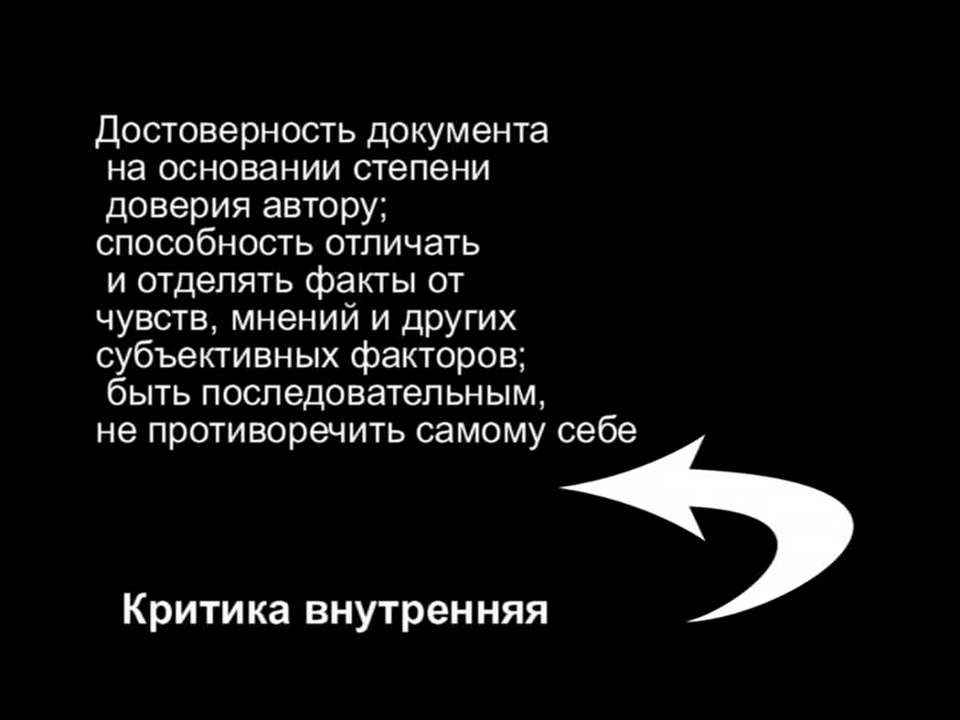 Достоверность документа
на основании степени
доверия автору;
способность отличать
и отделять факты от
чувств, мнений и других
субъективных факторов;
быть последовательным,
не противоречить самому себе
Критика внутренняя